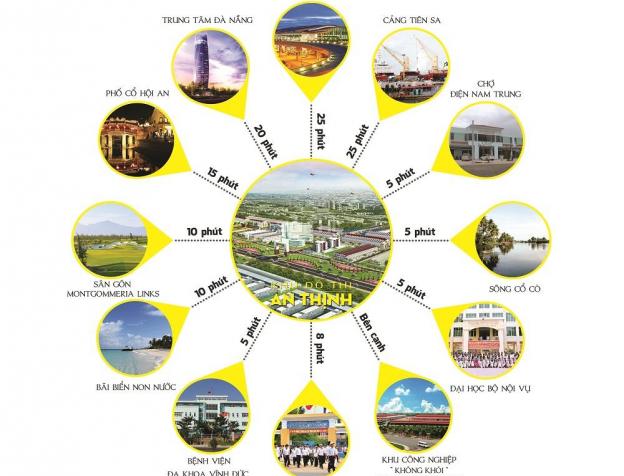 TRUNG TÂM ĐÀ NẴNG
CẢNG TIÊN SA
CHỢ
ĐIỆN NAM TRUNG
PHỐ CỔ HỘI AN
25 phút
20 phút
25 phút
15 phút
5 phút
10 phút
5 phút
SÂN GÔN
MONTGOMMERIA LINKS
KHU ĐÔ THỊ
AN THỊNH
SÔNG CỔ CÒ
10 phút
5 phút
5 phút
8 phút
Bên cạnh
BÃI BIỂN NON NƯỚC
ĐẠI HỌC BỘ NỘI VỤ
BỆNH VIỆN
ĐA KHOA VĨNH ĐỨC
KHU CÔNG NGHIỆP
"KHÔNG KHÓI"